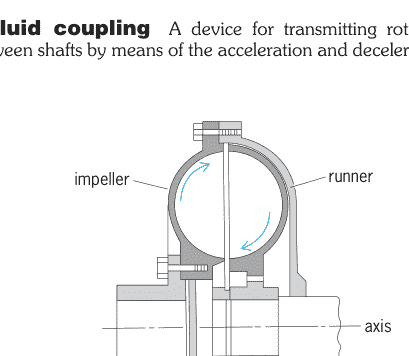 luid coupling A device for transmitting rot
ween shafts by means of the acceleration and deceler
impeller
runner
axis